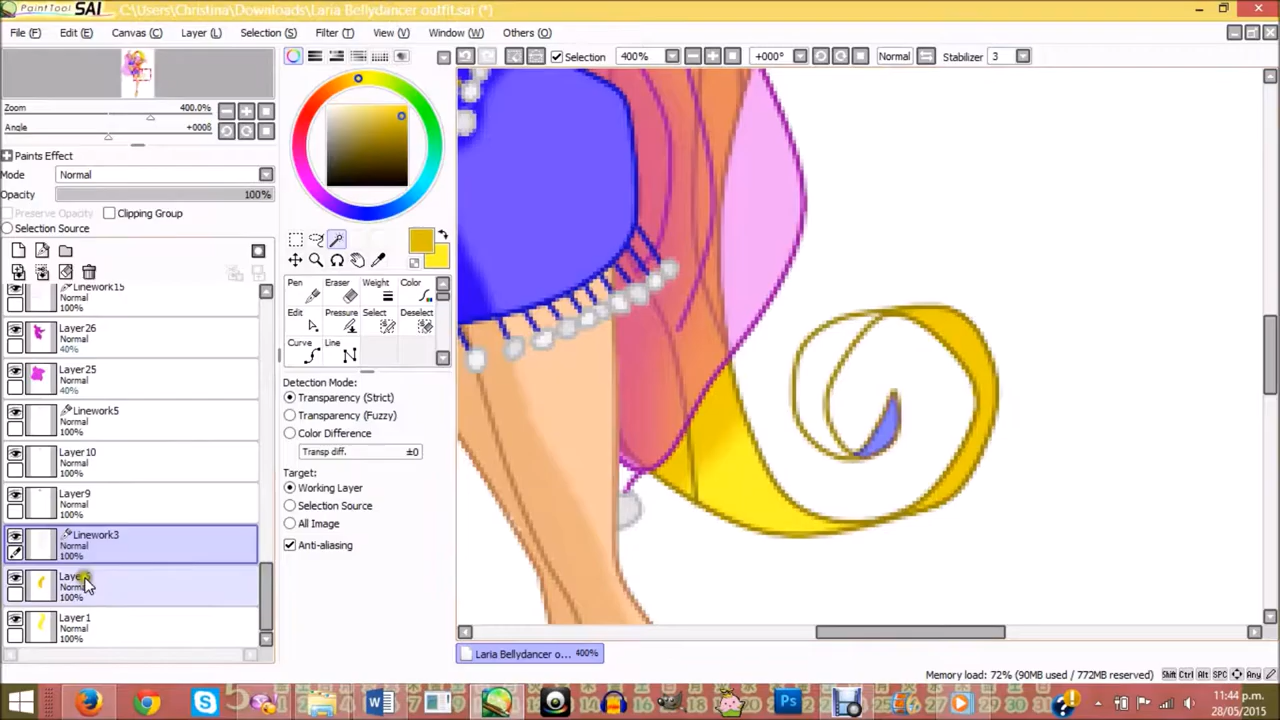 PaintTool SAI C:\Users\Christina\Downloads\Laria Bellydancer outfit.sai (*)
File (F) Edit (E) Canvas (C) Layer (L) Selection (S) Filter (T) View (V) Window (W) Others (O)
Selection 400% +000° Normal Stabilizer 3
Zoom 400.0%
Angle
Paints Effect
Mode Normal
Opacity 100%
Preserve Opacity Clipping Group
Selection Source
Linework15
Normal
100%
Layer26
Normal
40%
Layer25
Normal
40%
Linework5
Normal
100%
Layer10
Normal
100%
Layer9
Normal
100%
Linework3
Normal
100%
100%
Layer1
Normal
100%
Pen Eraser Weight Color
Edit Pressure Select Deselect
Curve Line
Detection Mode:
Transparency (Strict)
Transparency (Fuzzy)
Color Difference
Transp diff. ±0
Target:
Working Layer
Selection Source
All Image
Anti-aliasing
Laria Bellydancer o... 400%
Memory load: 72% (90MB used / 772MB reserved) Shift Ctrl Alt SPC Any
11:44 p.m.
28/05/2015